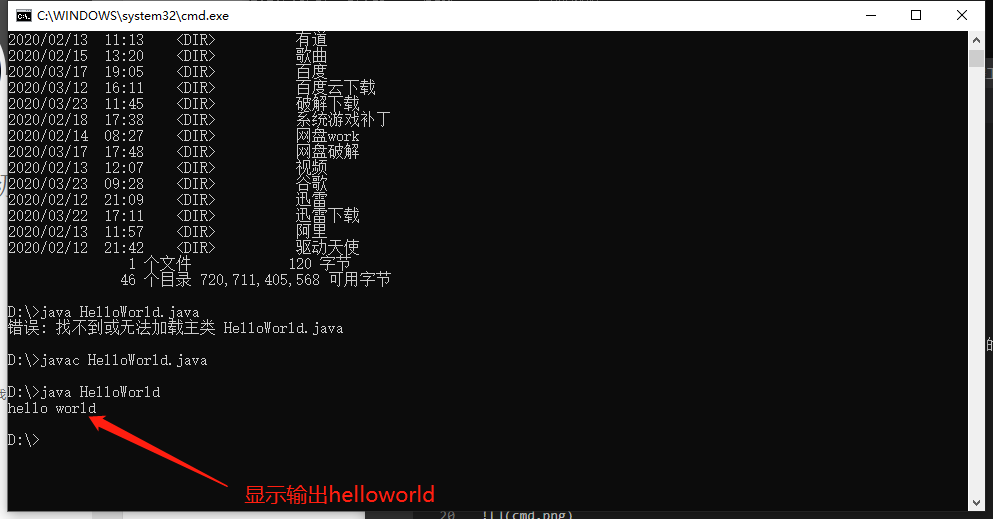 C:\WINDOWS\system32\cmd.exe
2020/02/13 11:13 <DIR> 有道
2020/02/15 13:20 <DIR> 歌曲
2020/03/17 19:05 <DIR> 百度
2020/03/12 16:11 <DIR> 百度云下载
2020/03/23 11:45 <DIR> 破解下载
2020/02/18 17:38 <DIR> 系统游戏补丁
2020/02/14 08:27 <DIR> 网盘work
2020/03/17 17:48 <DIR> 网盘破解
2020/02/13 12:07 <DIR> 视频
2020/03/23 09:28 <DIR> 谷歌
2020/02/12 21:09 <DIR> 迅雷
2020/03/22 17:11 <DIR> 迅雷下载
2020/02/13 11:57 <DIR> 阿里
2020/02/12 21:42 <DIR> 驱动天使
1 个文件 120 字节
46 个目录 720,711,405,568 可用字节
D:\>java HelloWorld.java
错误: 找不到或无法加载主类 HelloWorld.java
D:\>javac HelloWorld.java
D:\>java HelloWorld
hello world
D:\>
显示输出helloworld
20 ![](cmd.png)
的